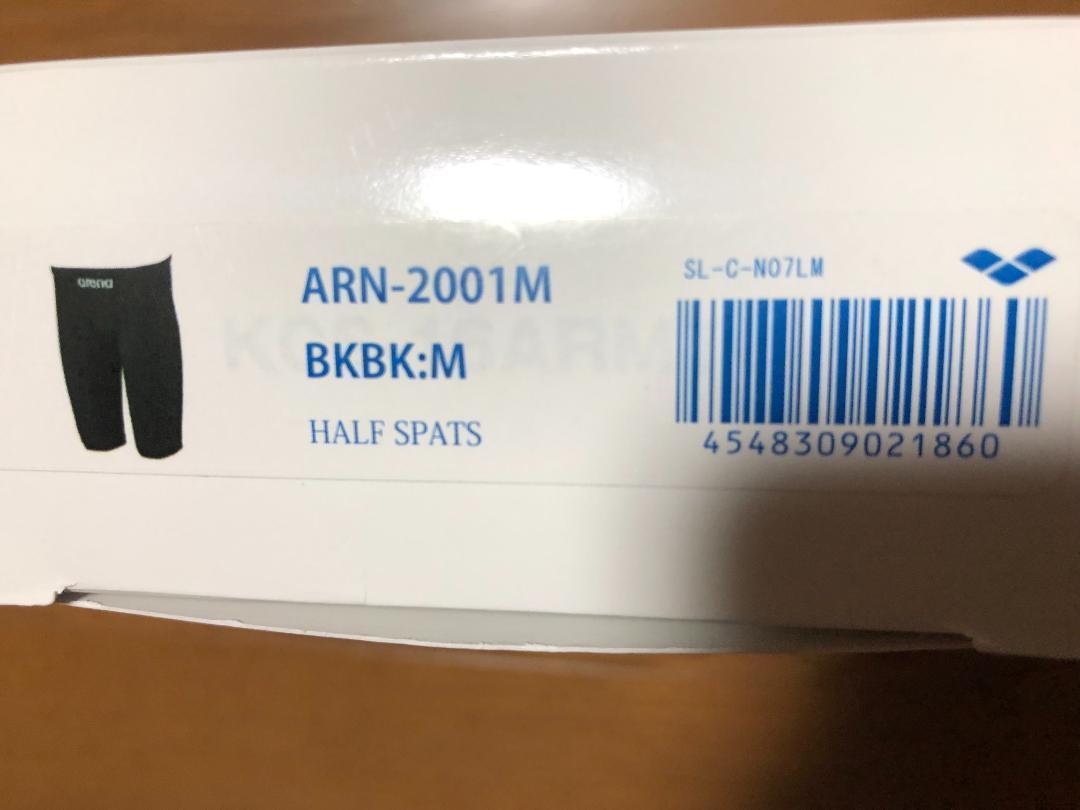 arena
ARN-2001M
BKBK:M
HALF SPATS
SL-C-N07LM
4548309021860